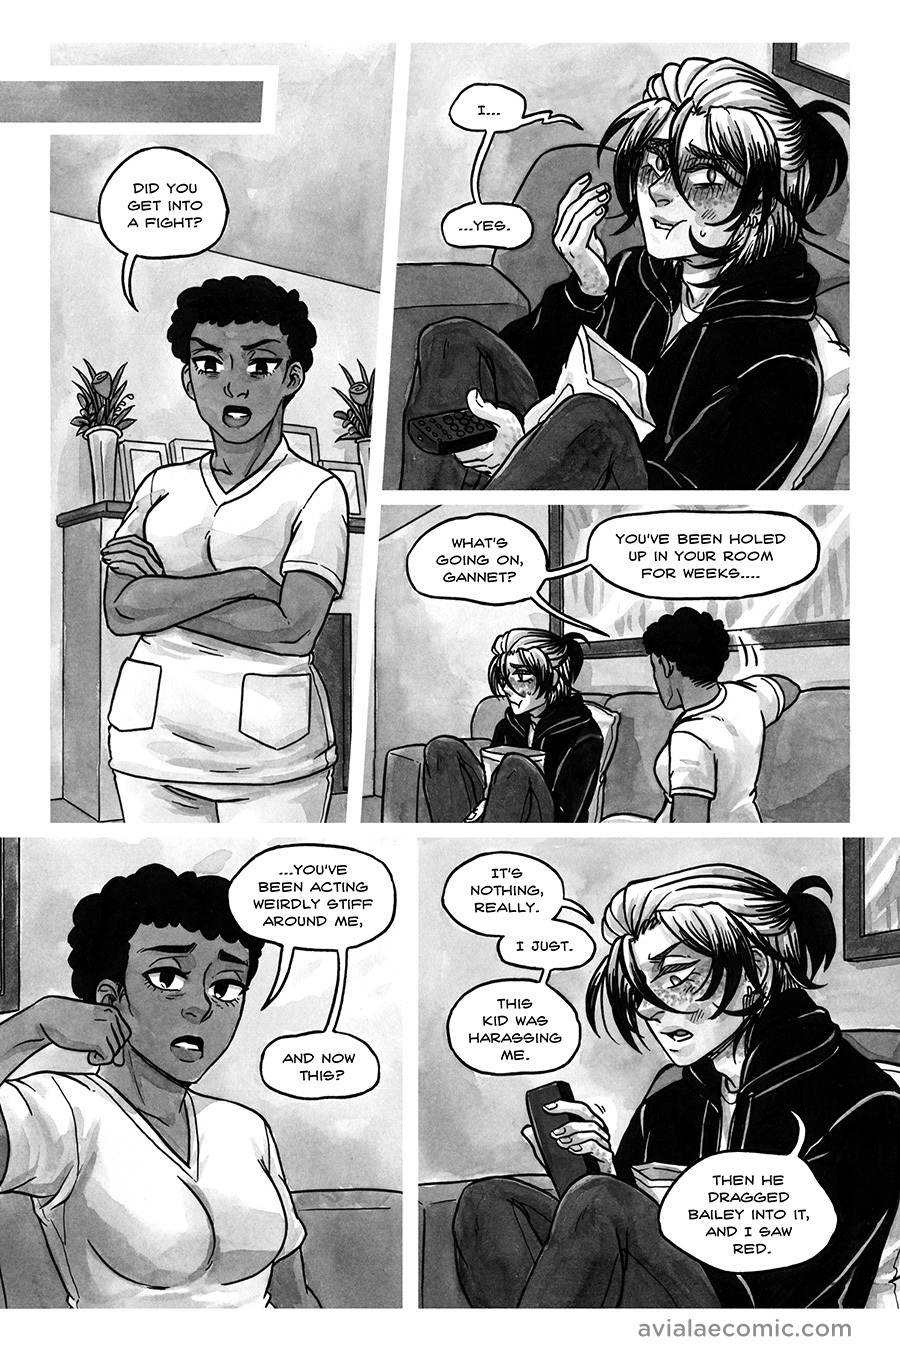 DID YOU
GET INTO
A FIGHT?
I...
...YES.
WHAT'S
GOING ON,
GANNET?
YOU'VE BEEN HOLED
UP IN YOUR ROOM
FOR WEEKS....
...YOU'VE
BEEN ACTING
WEIRDLY STIFF
AROUND ME,
AND NOW
THIS?
IT'S
NOTHING,
REALLY.
I JUST.
THIS
KID WAS
HARASSING
ME.
THEN HE
DRAGGED
BAILEY INTO IT,
AND I SAW
RED.
avialaecomic.com